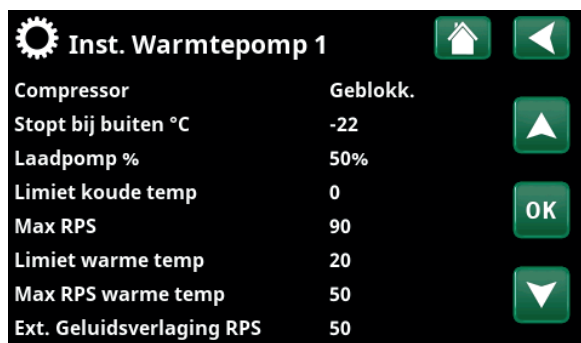 Inst. Warmtepomp 1
Compressor Geblokk.
Stopt bij buiten °C -22
Laadpomp % 50%
Limiet koude temp 0
OK
Max RPS 90
Limiet warme temp 20
Max RPS warme temp 50
Ext. Geluidsverlaging RPS 50